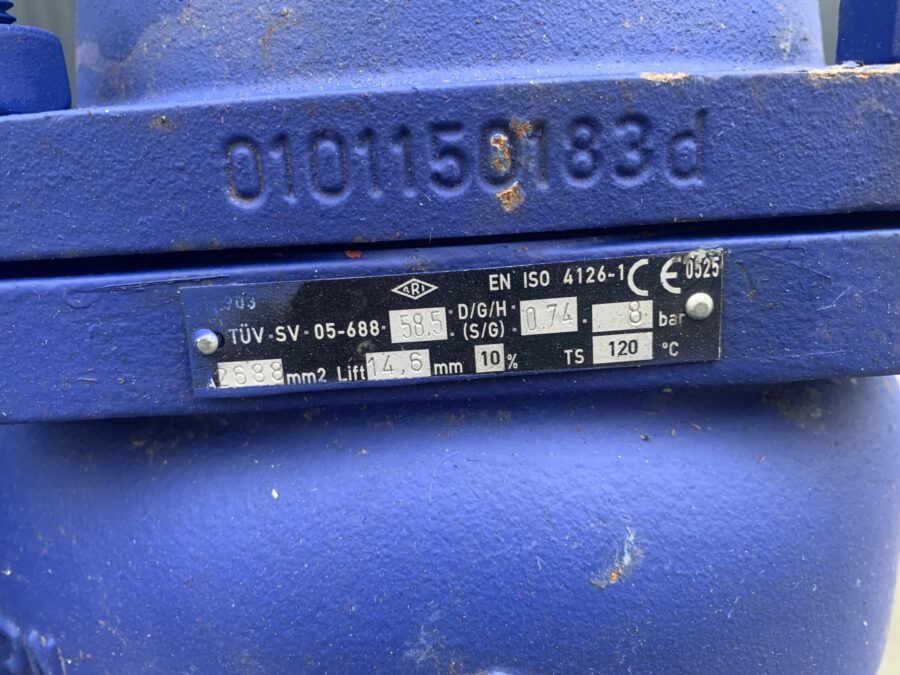 0101150183d
ARI EN ISO 4126-1 CE 0525
TÜV·SV·05-688· 58.5 ·D/G/H· 0.74 · 8 bar
(S/G)
A 2688 mm2 Lift 14,6 mm 10 % TS 120 °C